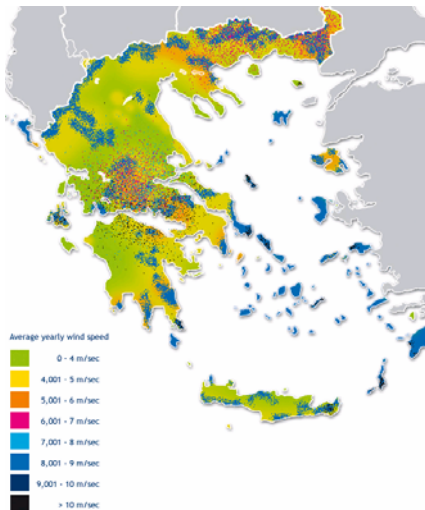 Average yearly wind speed
0 - 4 m/sec
4,001 - 5 m/sec
5,001 - 6 m/sec
6,001 - 7 m/sec
7,001 - 8 m/sec
8,001 - 9 m/sec
9,001 - 10 m/sec
> 10 m/sec